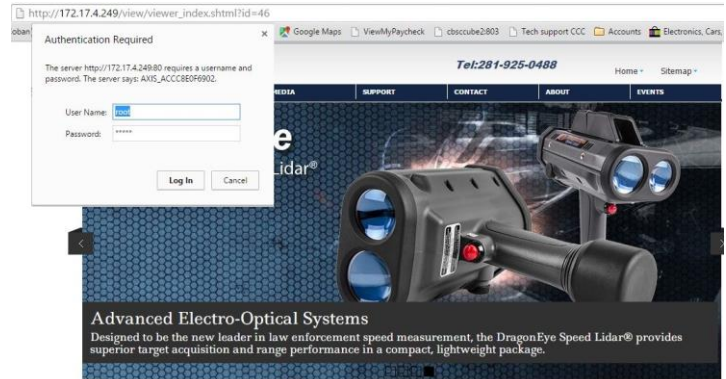 http://172.17.4.249/view/viewer_index.shtml?id=46
Google Maps
ViewMyPaycheck
cbsccube2:803
Tech support CCC
Accounts
Electronics, Cars,
Authentication Required
×
The server http://172.17.4.249:80 requires a username and
password. The server says: AXIS_ACCC8E0F6902.
User Name: root
Password: *****
Log In
Cancel
Tel:281-925-0488
Home
Sitemap
MEDIA
SUPPORT
CONTACT
ABOUT
EVENTS
e
Lidar®
Advanced Electro-Optical Systems
Designed to be the new leader in law enforcement speed measurement, the DragonEye Speed Lidar® provides
superior target acquisition and range performance in a compact, lightweight package.